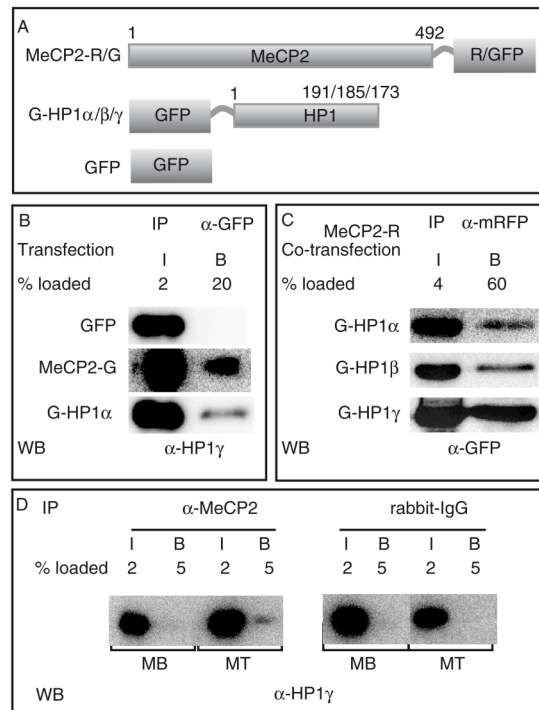 A
1 492
MeCP2-R/G MeCP2 R/GFP
1 191/185/173
G-HP1α/β/γ GFP HP1
GFP GFP
B
IP α-GFP
Transfection
I B
% loaded 2 20
GFP
MeCP2-G
G-HP1α
WB α-HP1γ
C
MeCP2-R IP α-mRFP
Co-transfection
I B
% loaded 4 60
G-HP1α
G-HP1β
G-HP1γ
WB α-GFP
D IP α-MeCP2 rabbit-IgG
I B I B I B I B
% loaded 2 5 2 5 2 5 2 5
MB MT MB MT
WB α-HP1γ